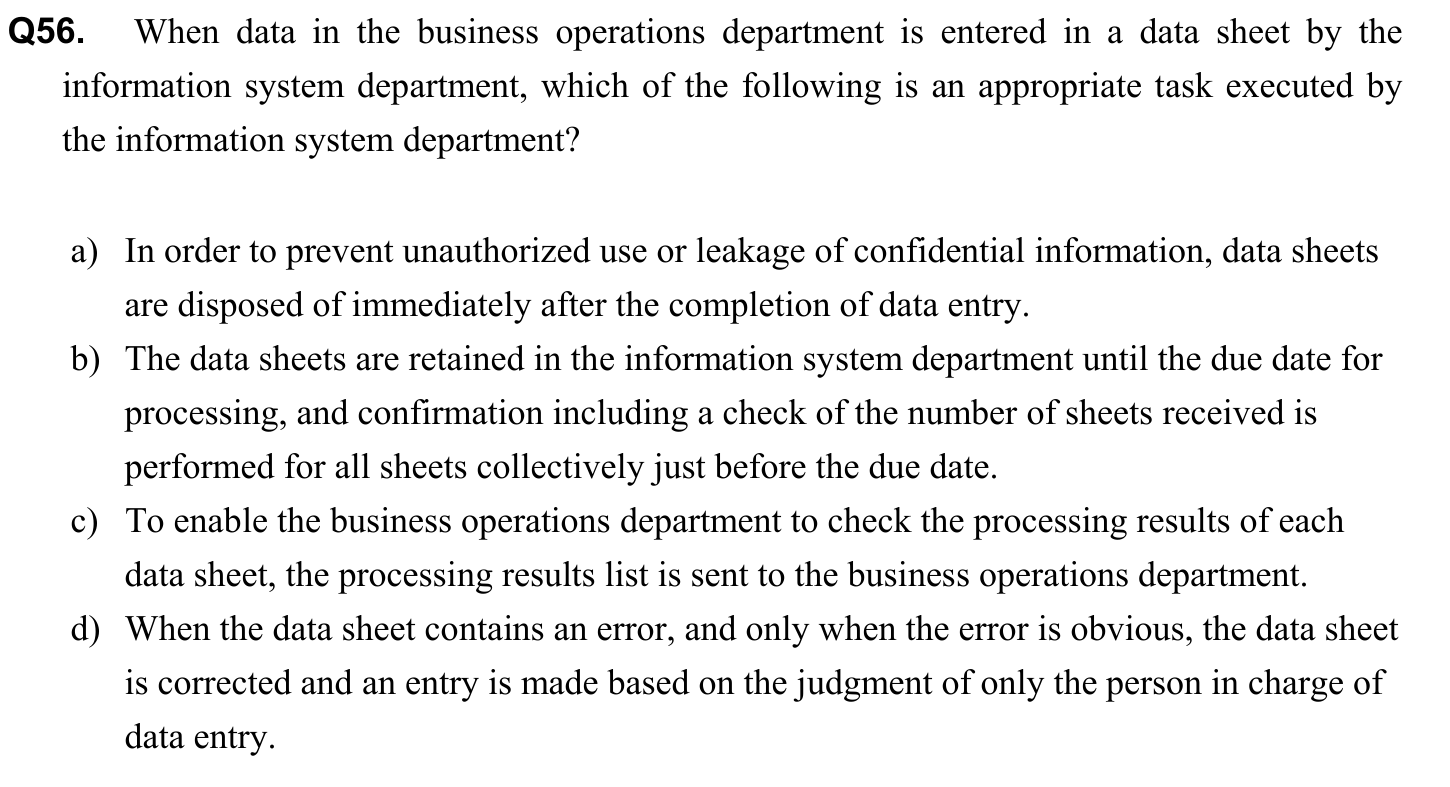 Q56. When data in the business operations department is entered in a data sheet by the
information system department, which of the following is an appropriate task executed by
the information system department?
a) In order to prevent unauthorized use or leakage of confidential information, data sheets
are disposed of immediately after the completion of data entry.
b) The data sheets are retained in the information system department until the due date for
processing, and confirmation including a check of the number of sheets received is
performed for all sheets collectively just before the due date.
c) To enable the business operations department to check the processing results of each
data sheet, the processing results list is sent to the business operations department.
d) When the data sheet contains an error, and only when the error is obvious, the data sheet
is corrected and an entry is made based on the judgment of only the person in charge of
data entry.